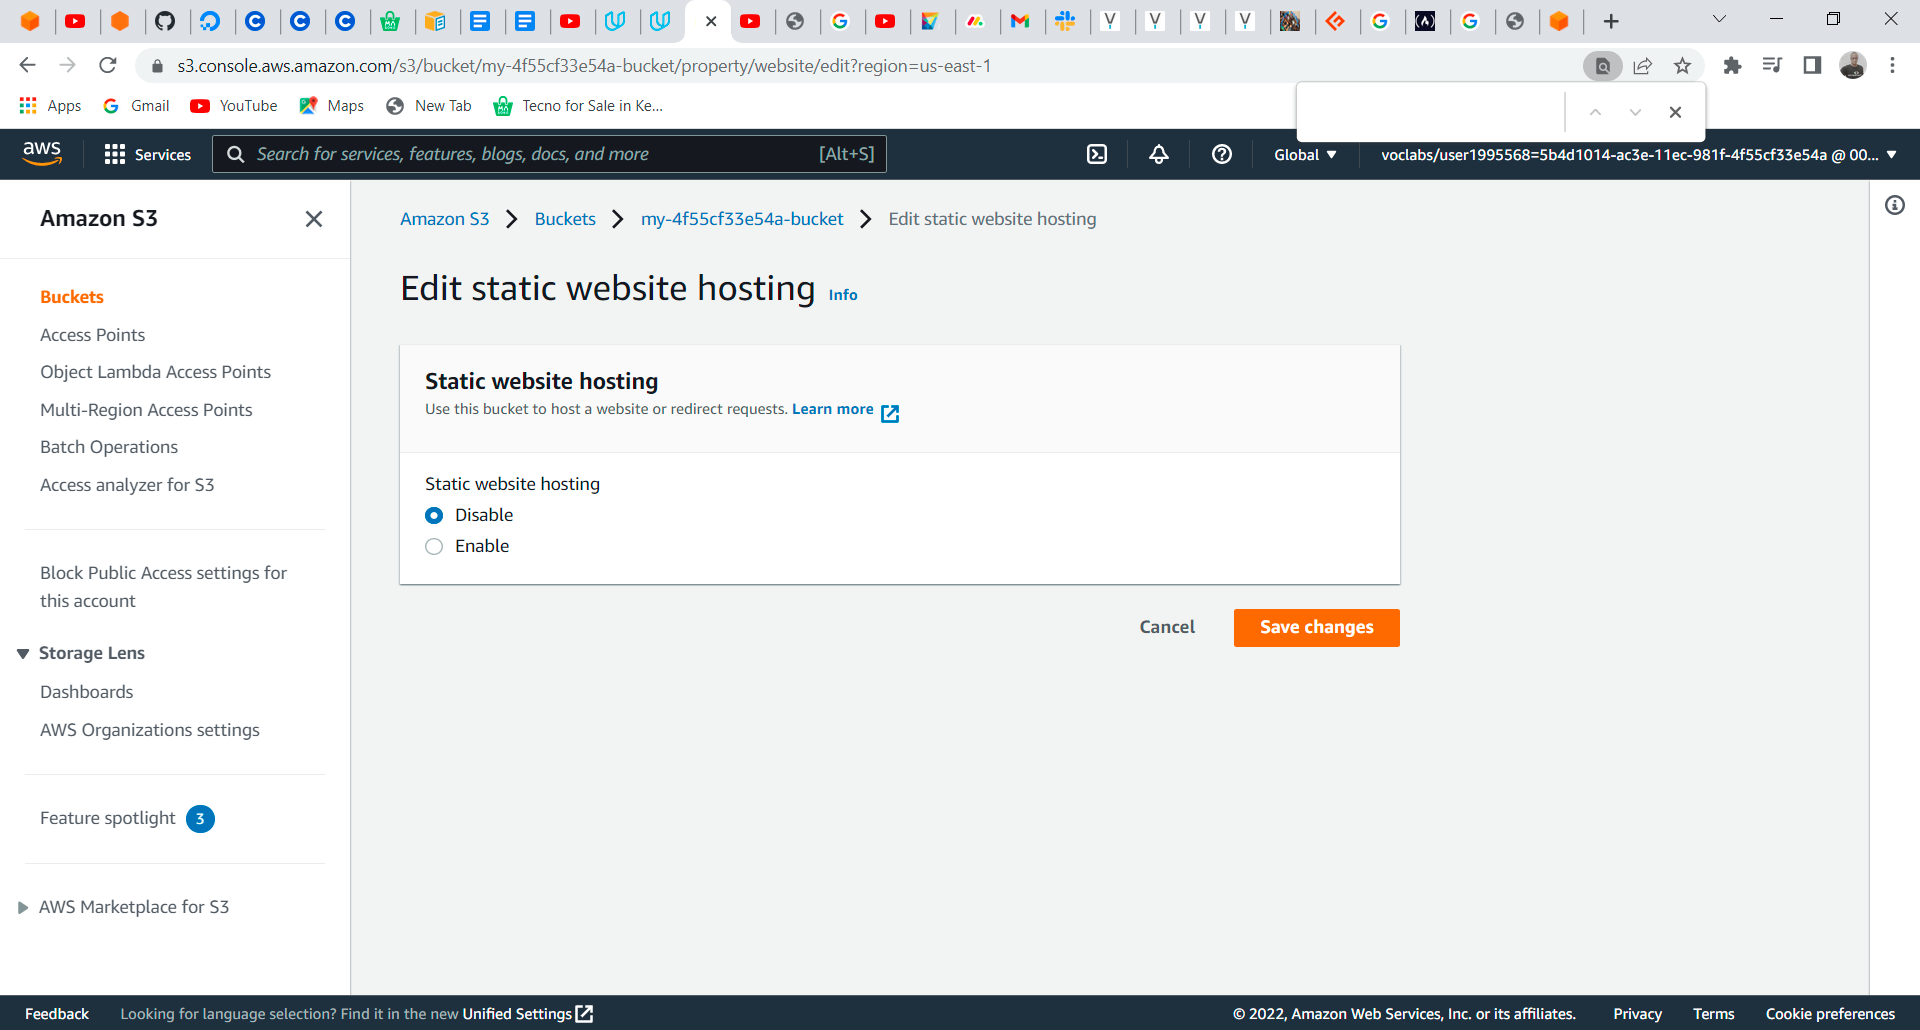 s3.console.aws.amazon.com/s3/bucket/my-4f55cf33e54a-bucket/property/website/edit?region=us-east-1
Apps Gmail YouTube Maps New Tab Tecno for Sale in Ke...
aws Services Search for services, features, blogs, docs, and more [Alt+S] Global voclabs/user1995568=5b4d1014-ac3e-11ec-981f-4f55cf33e54a @ 00...
Amazon S3
Buckets
Access Points
Object Lambda Access Points
Multi-Region Access Points
Batch Operations
Access analyzer for S3
Block Public Access settings for
this account
Storage Lens
Dashboards
AWS Organizations settings
Feature spotlight 3
AWS Marketplace for S3
Amazon S3 Buckets my-4f55cf33e54a-bucket Edit static website hosting
Edit static website hosting Info
Static website hosting
Use this bucket to host a website or redirect requests. Learn more
Static website hosting
Disable
Enable
Cancel Save changes
Feedback Looking for language selection? Find it in the new Unified Settings © 2022, Amazon Web Services, Inc. or its affiliates. Privacy Terms Cookie preferences